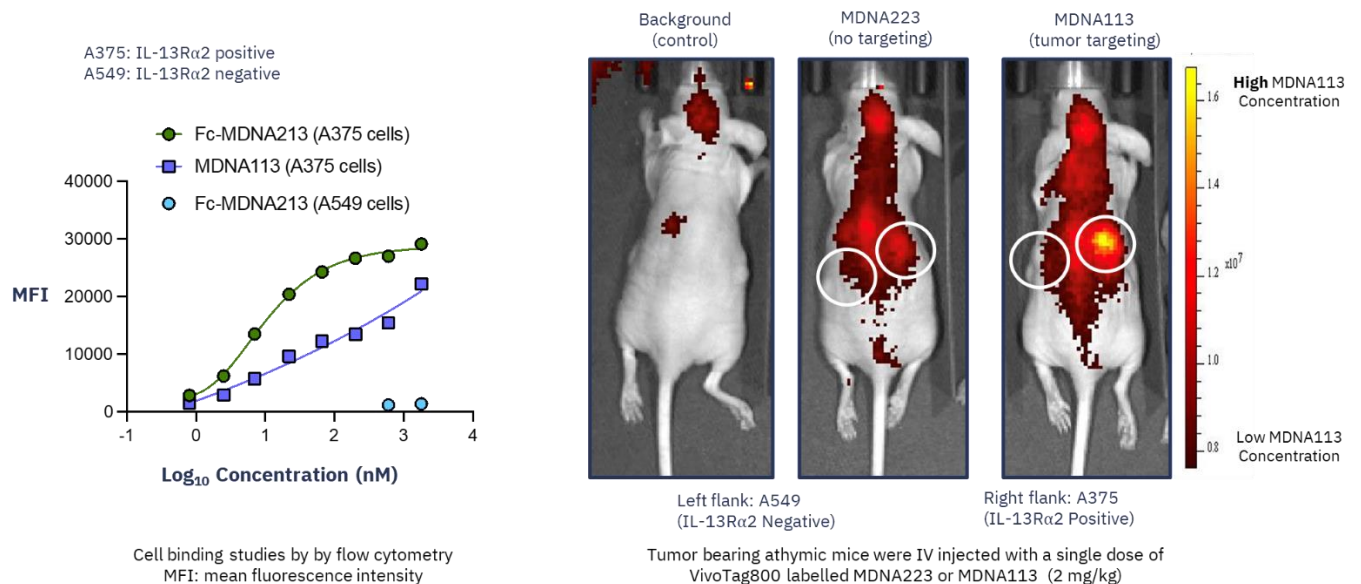 A375: IL-13Rα2 positive
A549: IL-13Rα2 negative
Fc-MDNA213 (A375 cells)
MDNA113 (A375 cells)
Fc-MDNA213 (A549 cells)
40000
30000
20000
10000
0
MFI
-1 0 1 2 3 4
Log₁₀ Concentration (nM)
Cell binding studies by by flow cytometry
MFI: mean fluorescence intensity
Background
(control)
MDNA223
(no targeting)
MDNA113
(tumor targeting)
1.6
1.4
1.2
x10⁷
1.0
0.8
High MDNA113
Concentration
Low MDNA113
Concentration
Left flank: A549
(IL-13Rα2 Negative)
Right flank: A375
(IL-13Rα2 Positive)
Tumor bearing athymic mice were IV injected with a single dose of
VivoTag800 labelled MDNA223 or MDNA113 (2 mg/kg)